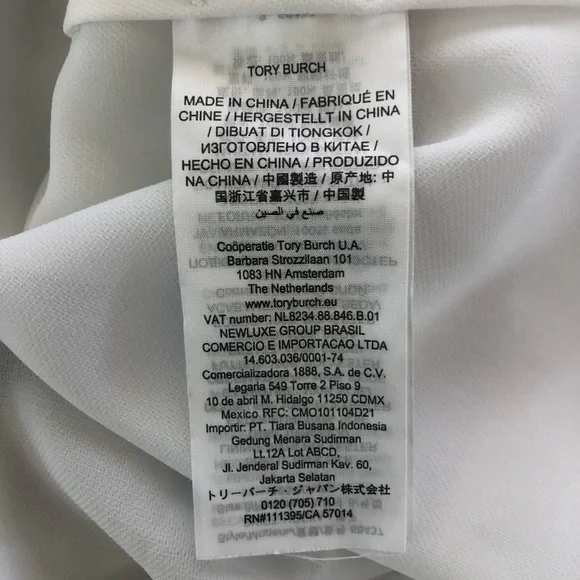 TORY BURCH
MADE IN CHINA / FABRIQUÉ EN
CHINE / HERGESTELLT IN CHINA
/ DIBUAT DI TIONGKOK /
ИЗГОТОВЛЕНО В КИТАЕ /
HECHO EN CHINA / PRODUZIDO
NA CHINA / 中國製造 / 原产地: 中
国浙江省嘉兴市 / 中国製
صنع في الصين
Coöperatie Tory Burch U.A.
Barbara Strozzilaan 101
1083 HN Amsterdam
The Netherlands
www.toryburch.eu
VAT number: NL8234.88.846.B.01
NEWLUXE GROUP BRASIL
COMERCIO E IMPORTACAO LTDA
14.603.036/0001-74
Comercializadora 1888, S.A. de C.V.
Legaria 549 Torre 2 Piso 9
10 de abril M. Hidalgo 11250 CDMX
Mexico RFC: CMO101104D21
Importir: PT. Tiara Busana Indonesia
Gedung Menara Sudirman
Lt.12A Lot ABCD,
Jl. Jenderal Sudirman Kav. 60,
Jakarta Selatan
トリーバーチ・ジャパン株式会社
0120 (705) 710
RN#111395/CA 57014